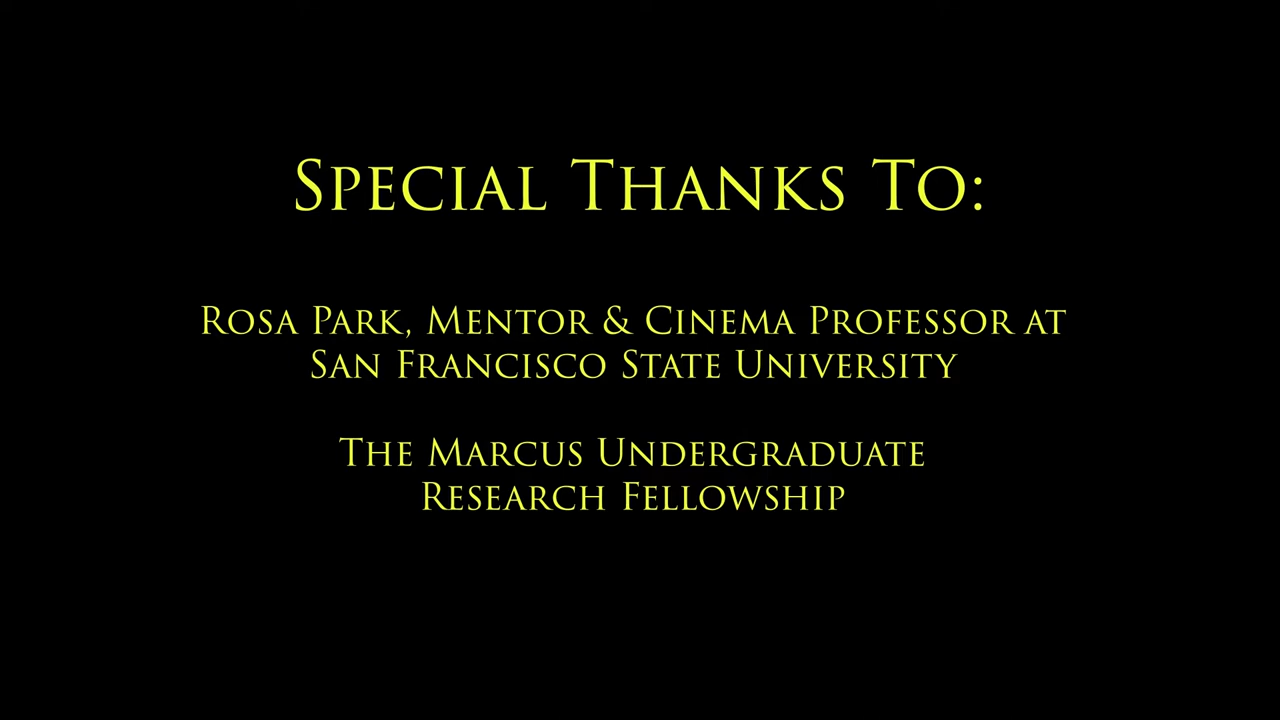 Special Thanks To:
Rosa Park, Mentor & Cinema Professor at
San Francisco State University
The Marcus Undergraduate
Research Fellowship